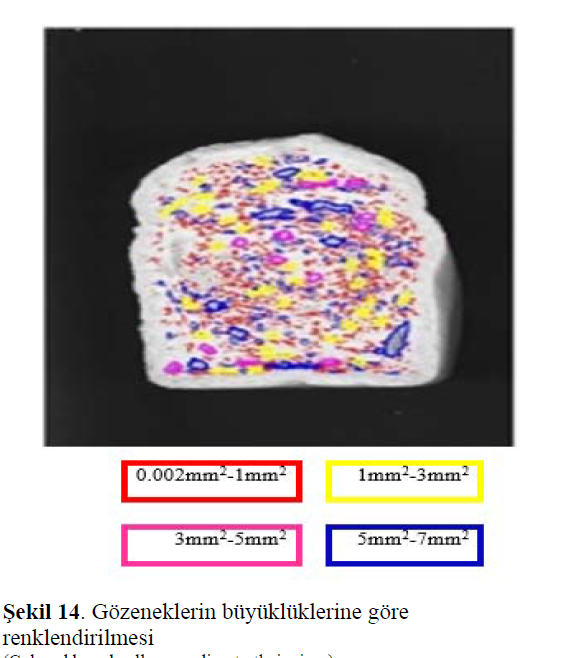 0.002mm²-1mm²
1mm²-3mm²
3mm²-5mm²
5mm²-7mm²
Şekil 14. Gözeneklerin büyüklüklerine göre
renklendirilmesi